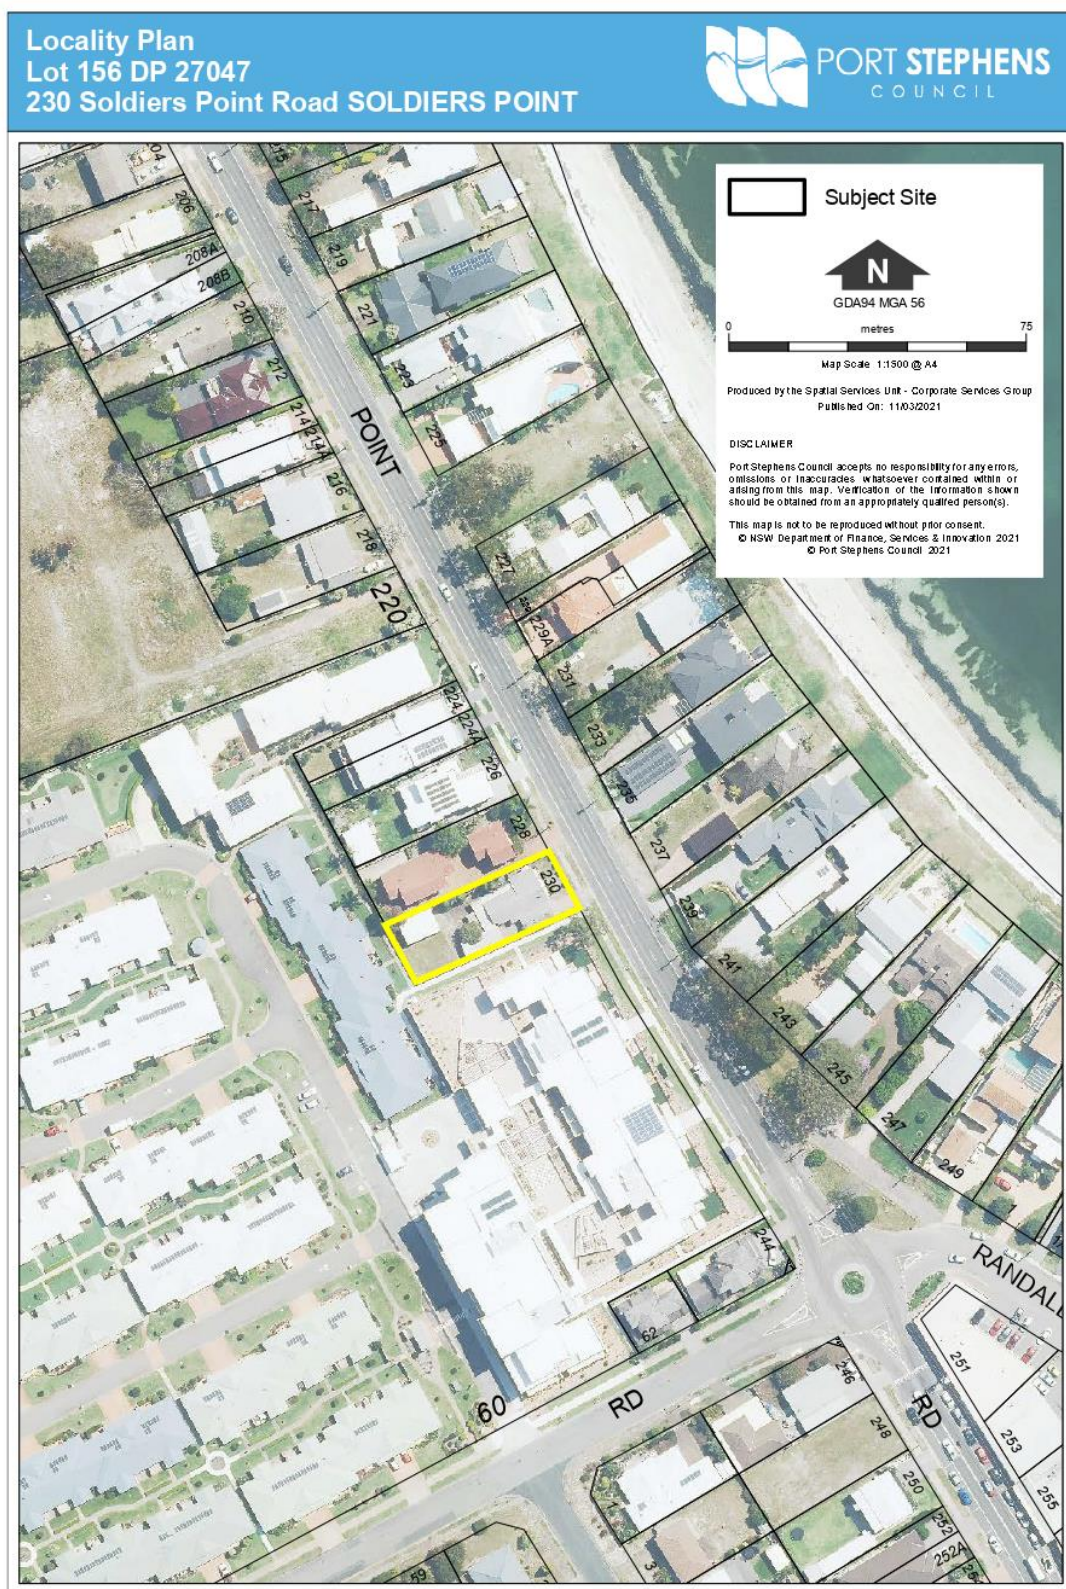 Locality Plan
Lot 156 DP 27047
230 Soldiers Point Road SOLDIERS POINT
PORT STEPHENS
COUNCIL
Subject Site
N
GDA94 MGA 56
0 metres 75
Map Scale 1:1500 @ A4
Produced by the Spatial Services Unit - Corporate Services Group
Published On: 11/03/2021
DISCLAIMER
Port Stephens Council accepts no responsibility for any errors,
omissions or inaccuracies whatsoever contained within or
arising from this map. Verification of the information shown
should be obtained from an appropriately qualifed person(s).
This map is not to be reproduced without prior consent.
© NSW Department of Finance, Services & Innovation 2021
© Port Stephens Council 2021
204
206
208A
208B
210
212
214
214A
216
218
220
224
224A
226
228
230
215
217
219
221
223
225
227
229A
231
233
235
237
239
241
243
245
247
249
1
POINT
RANDALL
244
62
60
RD
RD
246
248
250
252
252A
251
253
255
1
3
59